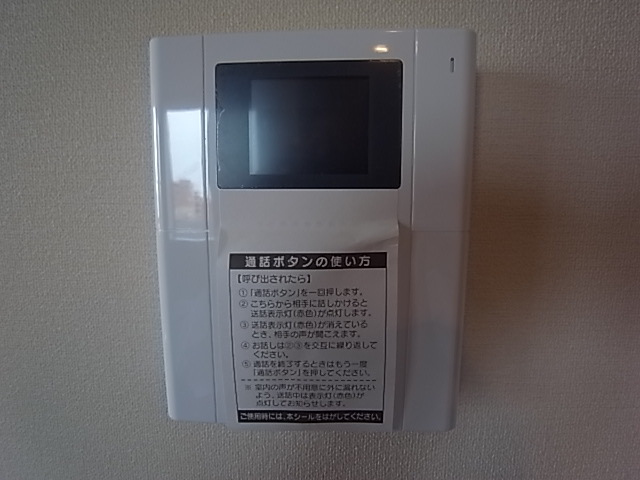 通話ボタンの使い方
【呼び出されたら】
①「通話ボタン」を一回押します。
②こちらから相手に話しかけると
送話表示灯(赤色)が点灯します。
③送話表示灯(赤色)が消えている
とき、相手の声が聞こえます。
④お話しは②③を交互に繰り返して
ください。
⑤通話を終了するときはもう一度
「通話ボタン」を押してください。
※室内の声が不用意に外に漏れない
よう、送話中は表示灯(赤色)が
点灯してお知らせします。
ご使用時には、本シールをはがしてください。